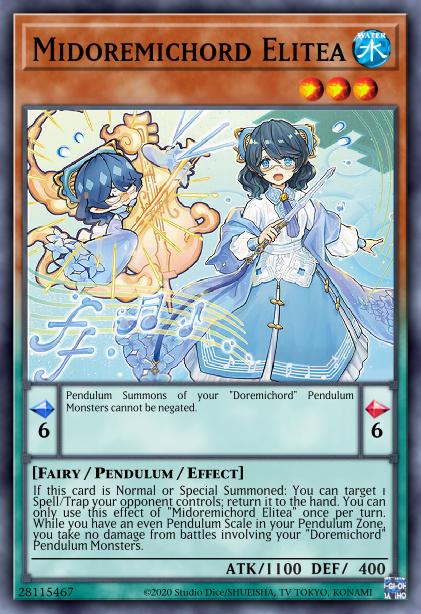 MIDOREMICHORD ELITEA
WATER
水
Pendulum Summons of your "Doremichord" Pendulum
Monsters cannot be negated.
6
6
[FAIRY / PENDULUM / EFFECT]
If this card is Normal or Special Summoned: You can target 1
Spell/Trap your opponent controls; return it to the hand. You can
only use this effect of "Midoremichord Elitea" once per turn.
While you have an even Pendulum Scale in your Pendulum Zone,
you take no damage from battles involving your "Doremichord"
Pendulum Monsters.
ATK/1100 DEF/ 400
28115467
©2020 Studio Dice/SHUEISHA, TV TOKYO, KONAMI